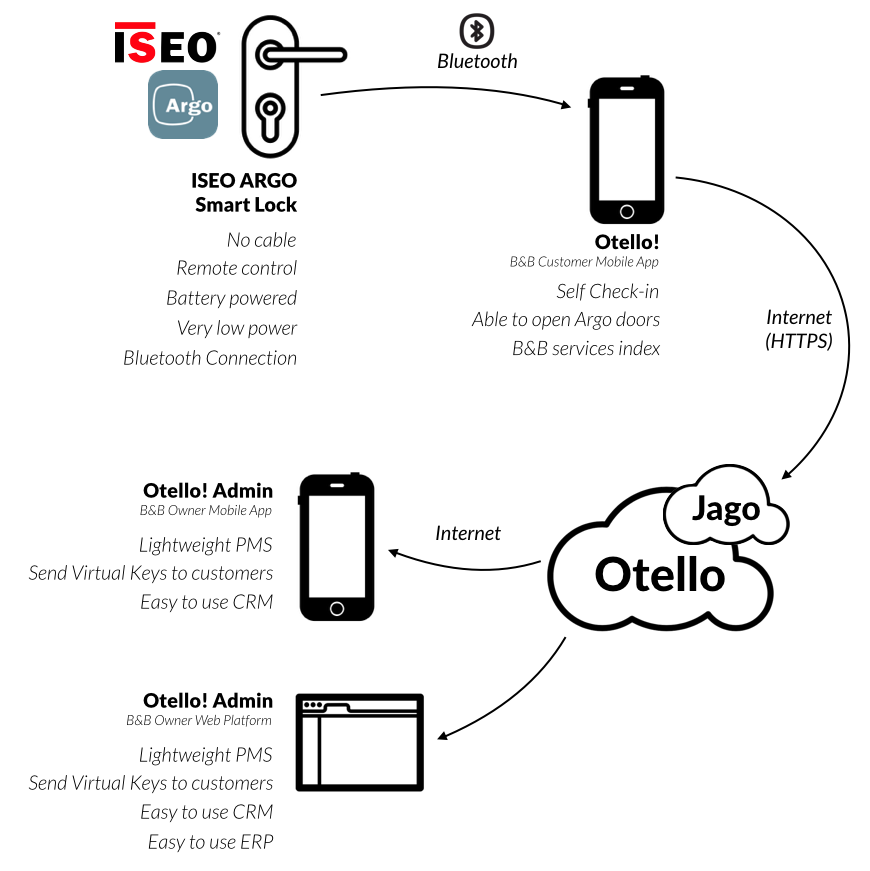 ISEO
Argo
ISEO ARGO
Smart Lock
No cable
Remote control
Battery powered
Very low power
Bluetooth Connection
Bluetooth
Otello!
B&B Customer Mobile App
Self Check-in
Able to open Argo doors
B&B services index
Internet
(HTTPS)
Jago
Otello
Internet
Otello! Admin
B&B Owner Mobile App
Lightweight PMS
Send Virtual Keys to customers
Easy to use CRM
Otello! Admin
B&B Owner Web Platform
Lightweight PMS
Send Virtual Keys to customers
Easy to use CRM
Easy to use ERP